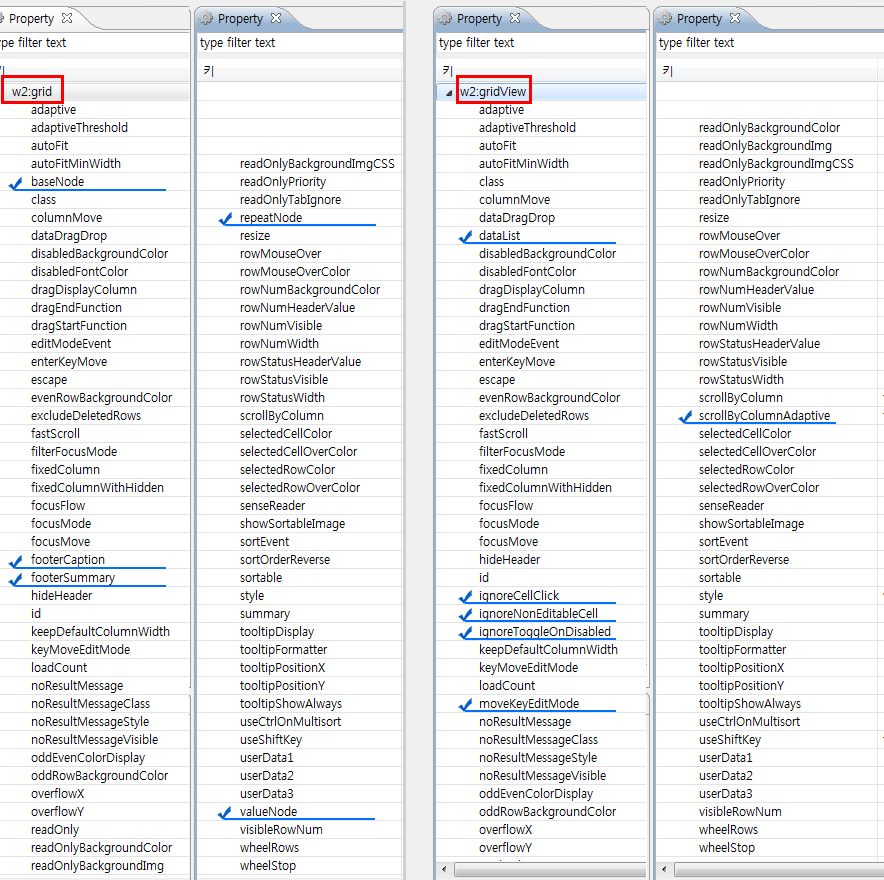 Property
ype filter text
키
w2:grid
adaptive
adaptiveThreshold
autoFit
autoFitMinWidth
baseNode
class
columnMove
dataDragDrop
disabledBackgroundColor
disabledFontColor
dragDisplayColumn
dragEndFunction
dragStartFunction
editModeEvent
enterKeyMove
escape
evenRowBackgroundColor
excludeDeletedRows
fastScroll
filterFocusMode
fixedColumn
fixedColumnWithHidden
focusFlow
focusMode
focusMove
footerCaption
footerSummary
hideHeader
id
keepDefaultColumnWidth
keyMoveEditMode
loadCount
noResultMessage
noResultMessageClass
noResultMessageStyle
noResultMessageVisible
oddEvenColorDisplay
oddRowBackgroundColor
overflowX
overflowY
readOnly
readOnlyBackgroundColor
readOnlyBackgroundImg
Property
type filter text
키
readOnlyBackgroundImgCSS
readOnlyPriority
readOnlyTabIgnore
repeatNode
resize
rowMouseOver
rowMouseOverColor
rowNumBackgroundColor
rowNumHeaderValue
rowNumVisible
rowNumWidth
rowStatusHeaderValue
rowStatusVisible
rowStatusWidth
scrollByColumn
selectedCellColor
selectedCellOverColor
selectedRowColor
selectedRowOverColor
senseReader
showSortableImage
sortEvent
sortOrderReverse
sortable
style
summary
tooltipDisplay
tooltipFormatter
tooltipPositionX
tooltipPositionY
tooltipShowAlways
useCtrlOnMultisort
useShiftKey
userData1
userData2
userData3
valueNode
visibleRowNum
wheelRows
wheelStop
Property
type filter text
키
w2:gridView
adaptive
adaptiveThreshold
autoFit
autoFitMinWidth
class
columnMove
dataDragDrop
dataList
disabledBackgroundColor
disabledFontColor
dragDisplayColumn
dragEndFunction
dragStartFunction
editModeEvent
enterKeyMove
escape
evenRowBackgroundColor
excludeDeletedRows
fastScroll
filterFocusMode
fixedColumn
fixedColumnWithHidden
focusFlow
focusMode
focusMove
hideHeader
id
ignoreCellClick
ignoreNonEditableCell
ignoreToggleOnDisabled
keepDefaultColumnWidth
keyMoveEditMode
loadCount
moveKeyEditMode
noResultMessage
noResultMessageClass
noResultMessageStyle
noResultMessageVisible
oddEvenColorDisplay
oddRowBackgroundColor
overflowX
overflowY
Property
type filter text
키
readOnlyBackgroundColor
readOnlyBackgroundImg
readOnlyBackgroundImgCSS
readOnlyPriority
readOnlyTabIgnore
resize
rowMouseOver
rowMouseOverColor
rowNumBackgroundColor
rowNumHeaderValue
rowNumVisible
rowNumWidth
rowStatusHeaderValue
rowStatusVisible
rowStatusWidth
scrollByColumn
scrollByColumnAdaptive
selectedCellColor
selectedCellOverColor
selectedRowColor
selectedRowOverColor
senseReader
showSortableImage
sortEvent
sortOrderReverse
sortable
style
summary
tooltipDisplay
tooltipFormatter
tooltipPositionX
tooltipPositionY
tooltipShowAlways
useCtrlOnMultisort
useShiftKey
userData1
userData2
userData3
visibleRowNum
wheelRows
wheelStop